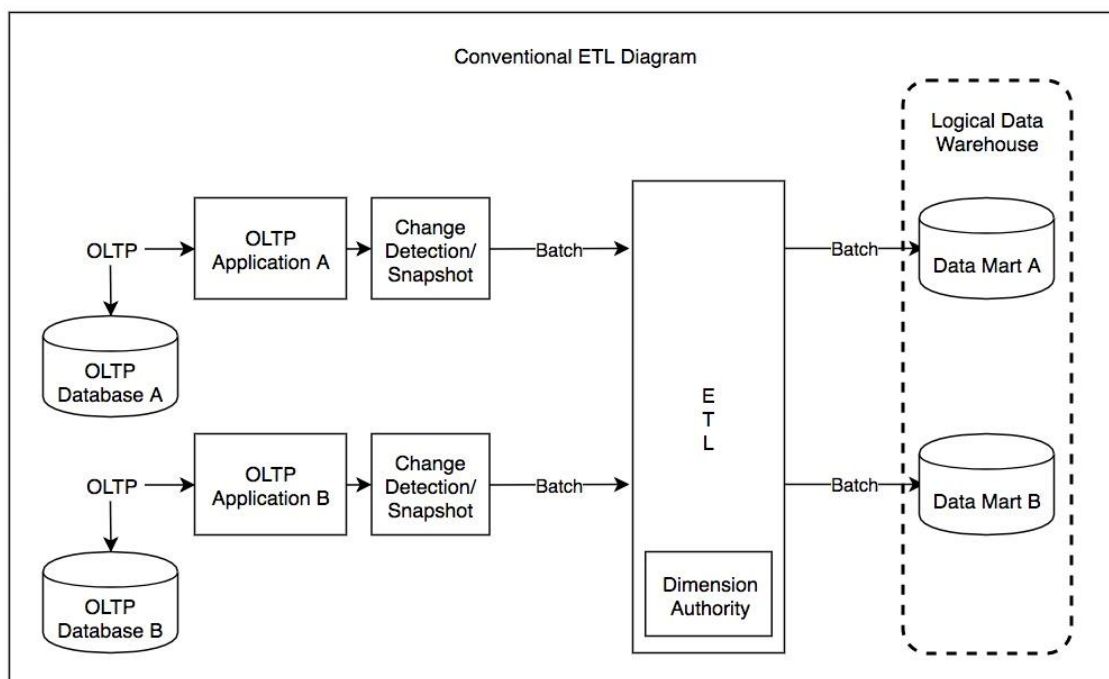 Conventional ETL Diagram
Logical Data
Warehouse
OLTP
OLTP
Application A
Change
Detection/
Snapshot
Batch
Batch
Data Mart A
OLTP
Database A
E
T
L
OLTP
OLTP
Application B
Change
Detection/
Snapshot
Batch
Batch
Data Mart B
Dimension
Authority
OLTP
Database B